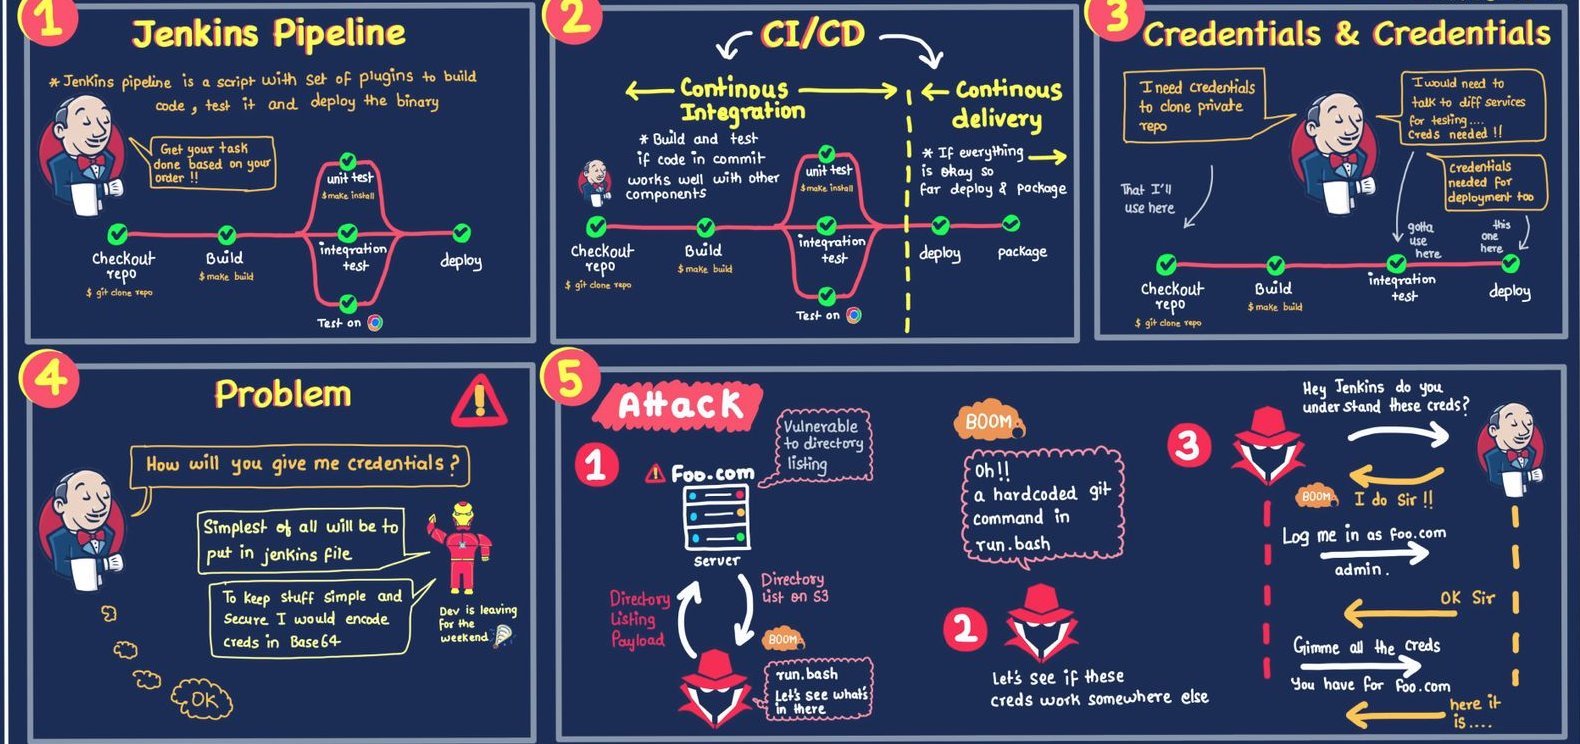 1
Jenkins Pipeline
* Jenkins pipeline is a script with set of plugins to build
code, test it and deploy the binary
Get your task
done based on your
order !!
unit test
$ make install
Checkout
repo
$ git clone repo
Build
$ make build
integration
test
deploy
Test on
2
CI/CD
Continous
Integration
* Build and test
if code in commit
works well with other
components
Continous
delivery
* If everything
is okay so
far deploy & package
unit test
$ make install
Checkout
repo
$ git clone repo
Build
$ make build
integration
test
deploy
package
Test on
3
Credentials & Credentials
I need credentials
to clone private
repo
I would need to
talk to diff services
for testing....
Creds needed !!
Credentials
needed for
deployment too
That I'll
use here
gotta
use
here
this
one
here
Checkout
repo
$ git clone repo
Build
$ make build
integration
test
deploy
4
Problem
!
How will you give me credentials?
Simplest of all will be to
put in jenkins file
To keep stuff simple and
secure I would encode
creds in Base64
Dev is leaving
for the
weekend
OK
5
Attack
1
Foo.com
Vulnerable
to directory
listing
server
Directory
Listing
Payload
Directory
list on S3
BOOM
run.bash
Let's see what's
in there
BOOM
Oh!!
a hardcoded git
command in
run.bash
2
Let's see if these
creds work somewhere else
3
Hey Jenkins do you
understand these creds?
BOOM
I do Sir !!
Log me in as foo.com
admin.
OK Sir
Gimme all the creds
You have for foo.com
here it
is....